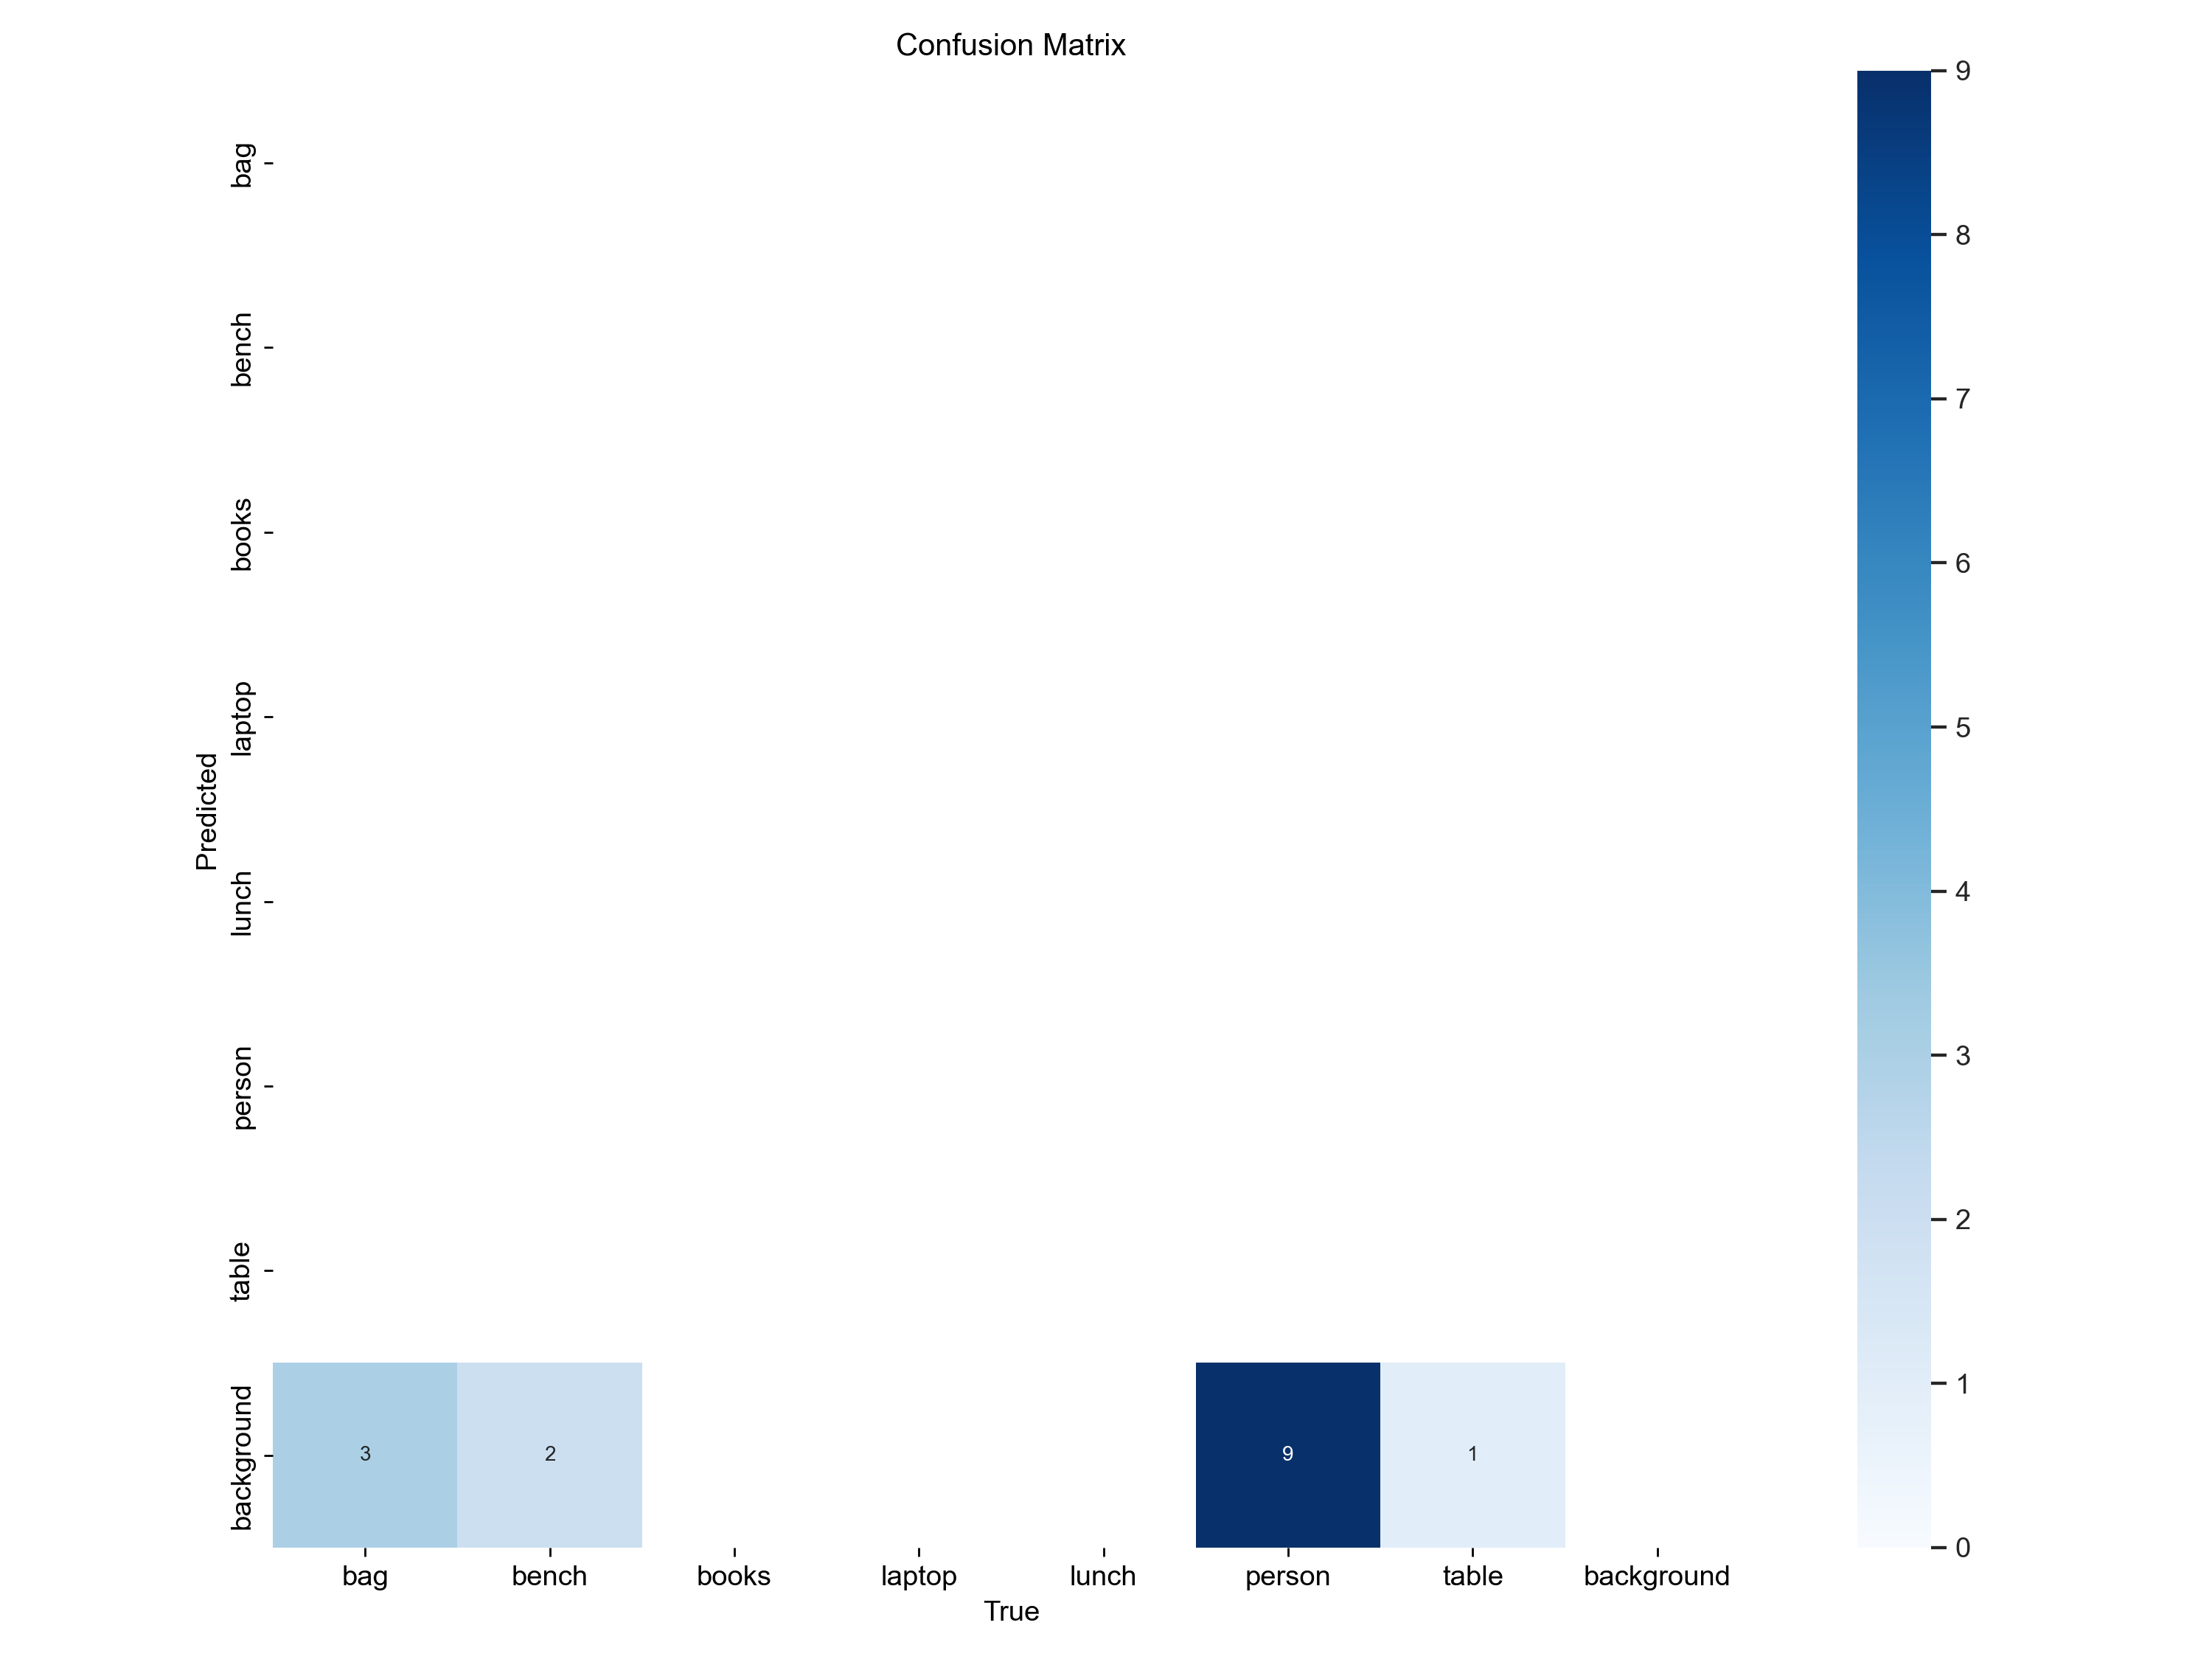 Confusion Matrix
bag
bench
books
laptop
lunch
person
table
background
Predicted
3
2
9
1
bag
bench
books
laptop
lunch
person
table
background
True
9
8
7
6
5
4
3
2
1
0